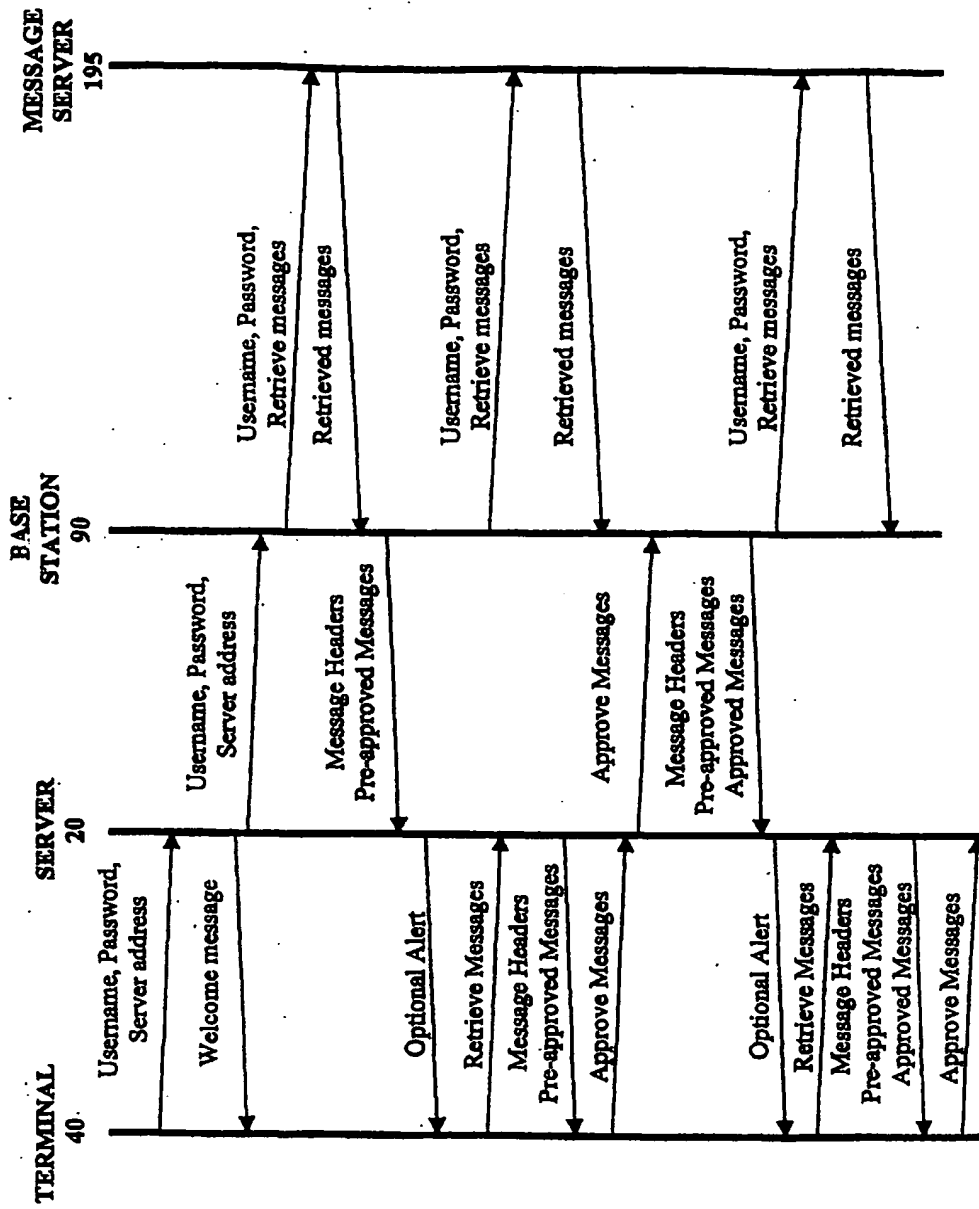 TERMINAL
40
SERVER
20
BASE
STATION
90
MESSAGE
SERVER
195
Username, Password,
Server address
Welcome message
Username, Password,
Server address
Username, Password,
Retrieve messages
Retrieved messages
Message Headers
Pre-approved Messages
Optional Alert
Retrieve Messages
Message Headers
Pre-approved Messages
Approve Messages
Username, Password,
Retrieve messages
Retrieved messages
Approve Messages
Message Headers
Pre-approved Messages
Approved Messages
Optional Alert
Retrieve Messages
Message Headers
Pre-approved Messages
Approved Messages
Approve Messages
Username, Password,
Retrieve messages
Retrieved messages